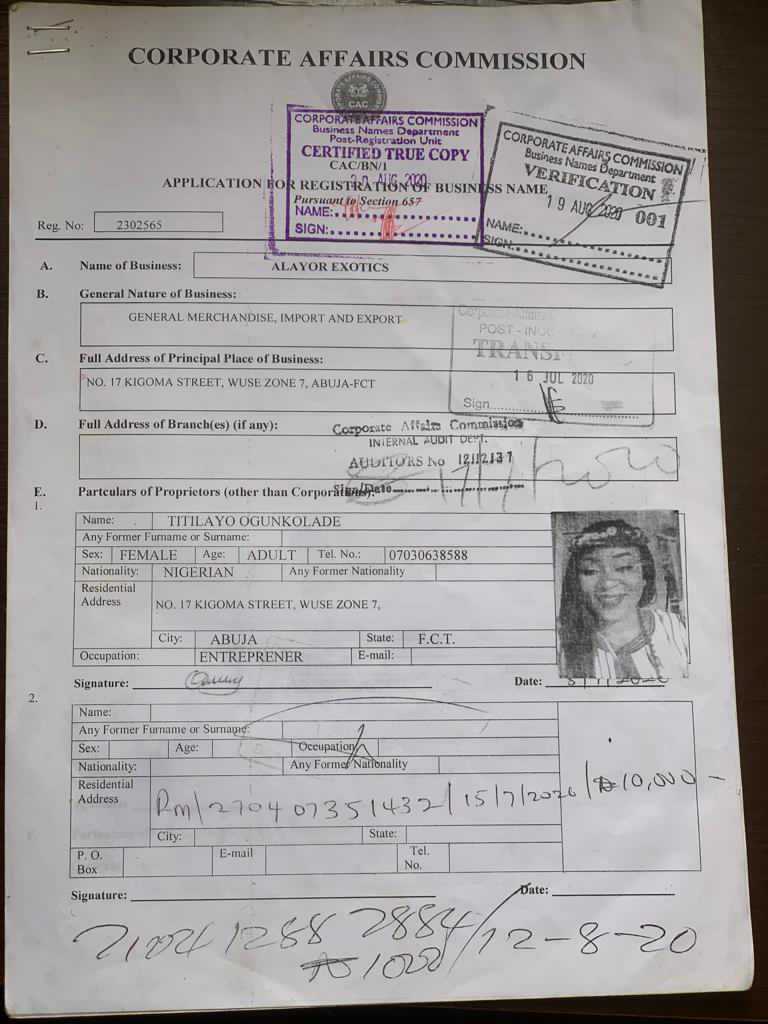 CORPORATE AFFAIRS COMMISSION
CAC
CORPORATE AFFAIRS COMMISSION
Business Names Department
Post-Registration Unit
CERTIFIED TRUE COPY
CAC/BN/1
20 AUG 2020
APPLICATION FOR REGISTRATION OF BUSINESS NAME
Pursuant to Section 657
NAME:
SIGN:
CORPORATE AFFAIRS COMMISSION
Business Names Department
VERIFICATION
19 AUG 2020 001
NAME:
SIGN:
Reg. No: 2302565
A. Name of Business: ALAYOR EXOTICS
B. General Nature of Business:
GENERAL MERCHANDISE, IMPORT AND EXPORT
POST - INC
TRANSI
16 JUL 2020
Sign
C. Full Address of Principal Place of Business:
NO. 17 KIGOMA STREET, WUSE ZONE 7, ABUJA-FCT
D. Full Address of Branch(es) (if any):
Corporate Affairs Commission
INTERNAL AUDIT DEPT.
AUDITORS No 1212137
Sign/Date
E. Partculars of Proprietors (other than Corporations):
1.
Name: TITILAYO OGUNKOLADE
Any Former Furname or Surname:
Sex: FEMALE Age: ADULT Tel. No.: 07030638588
Nationality: NIGERIAN Any Former Nationality
Residential Address NO. 17 KIGOMA STREET, WUSE ZONE 7,
City: ABUJA State: F.C.T.
Occupation: ENTREPRENER E-mail:
Signature: Date:
2.
Name:
Any Former Furname or Surname:
Sex: Age: Occupation
Nationality: Any Former Nationality
Residential Address
Rm/270407351432/15/7/2020/₦10,000-
City: State:
P. O. Box E-mail Tel. No.
Signature: Date:
2884/12-8-20
₦1000